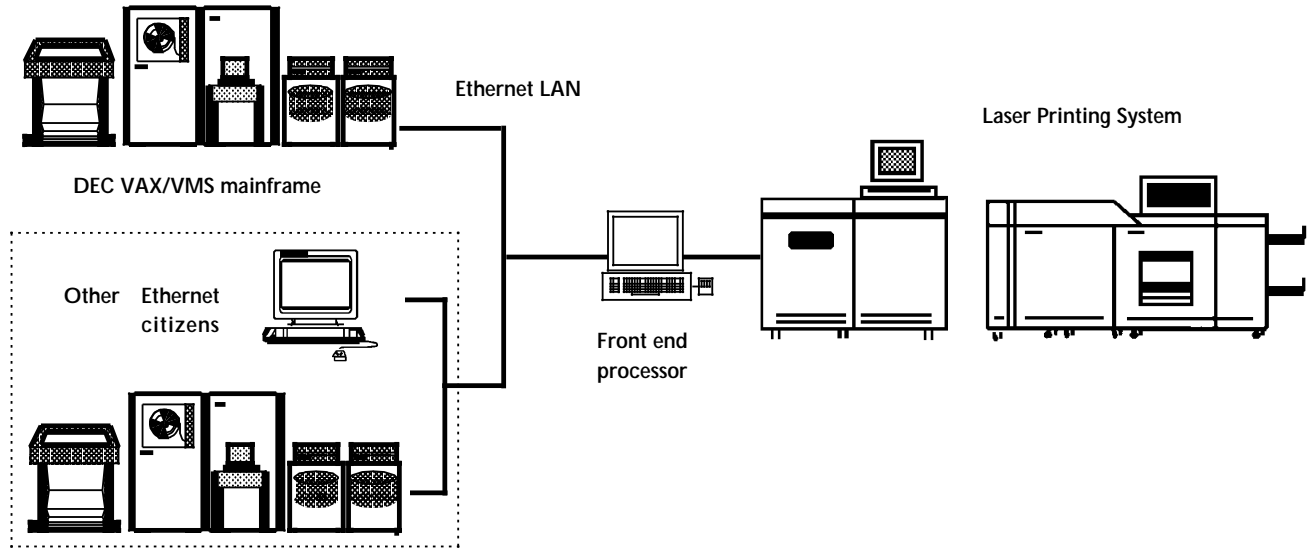 Ethernet LAN
Laser Printing System
DEC VAX/VMS mainframe
Other Ethernet
citizens
Front end
processor